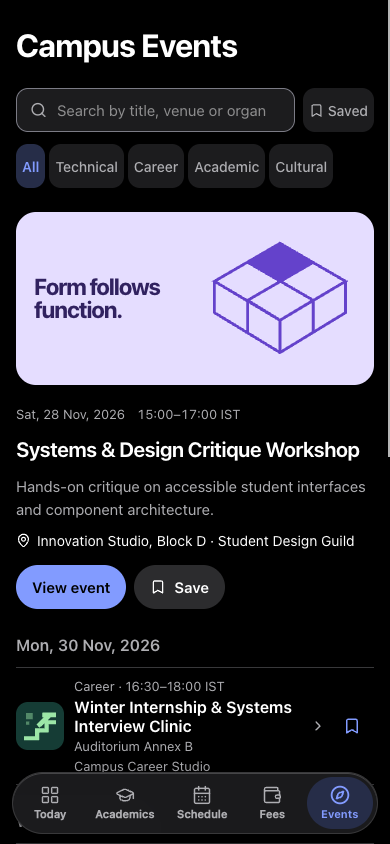 Campus Events
Search by title, venue or organ
Saved
All
Technical
Career
Academic
Cultural
Form follows
function.
Sat, 28 Nov, 2026 15:00–17:00 IST
Systems & Design Critique Workshop
Hands-on critique on accessible student interfaces
and component architecture.
Innovation Studio, Block D · Student Design Guild
View event
Save
Mon, 30 Nov, 2026
Career · 16:30–18:00 IST
Winter Internship & Systems
Interview Clinic
Auditorium Annex B
Campus Career Studio
Today
Academics
Schedule
Fees
Events